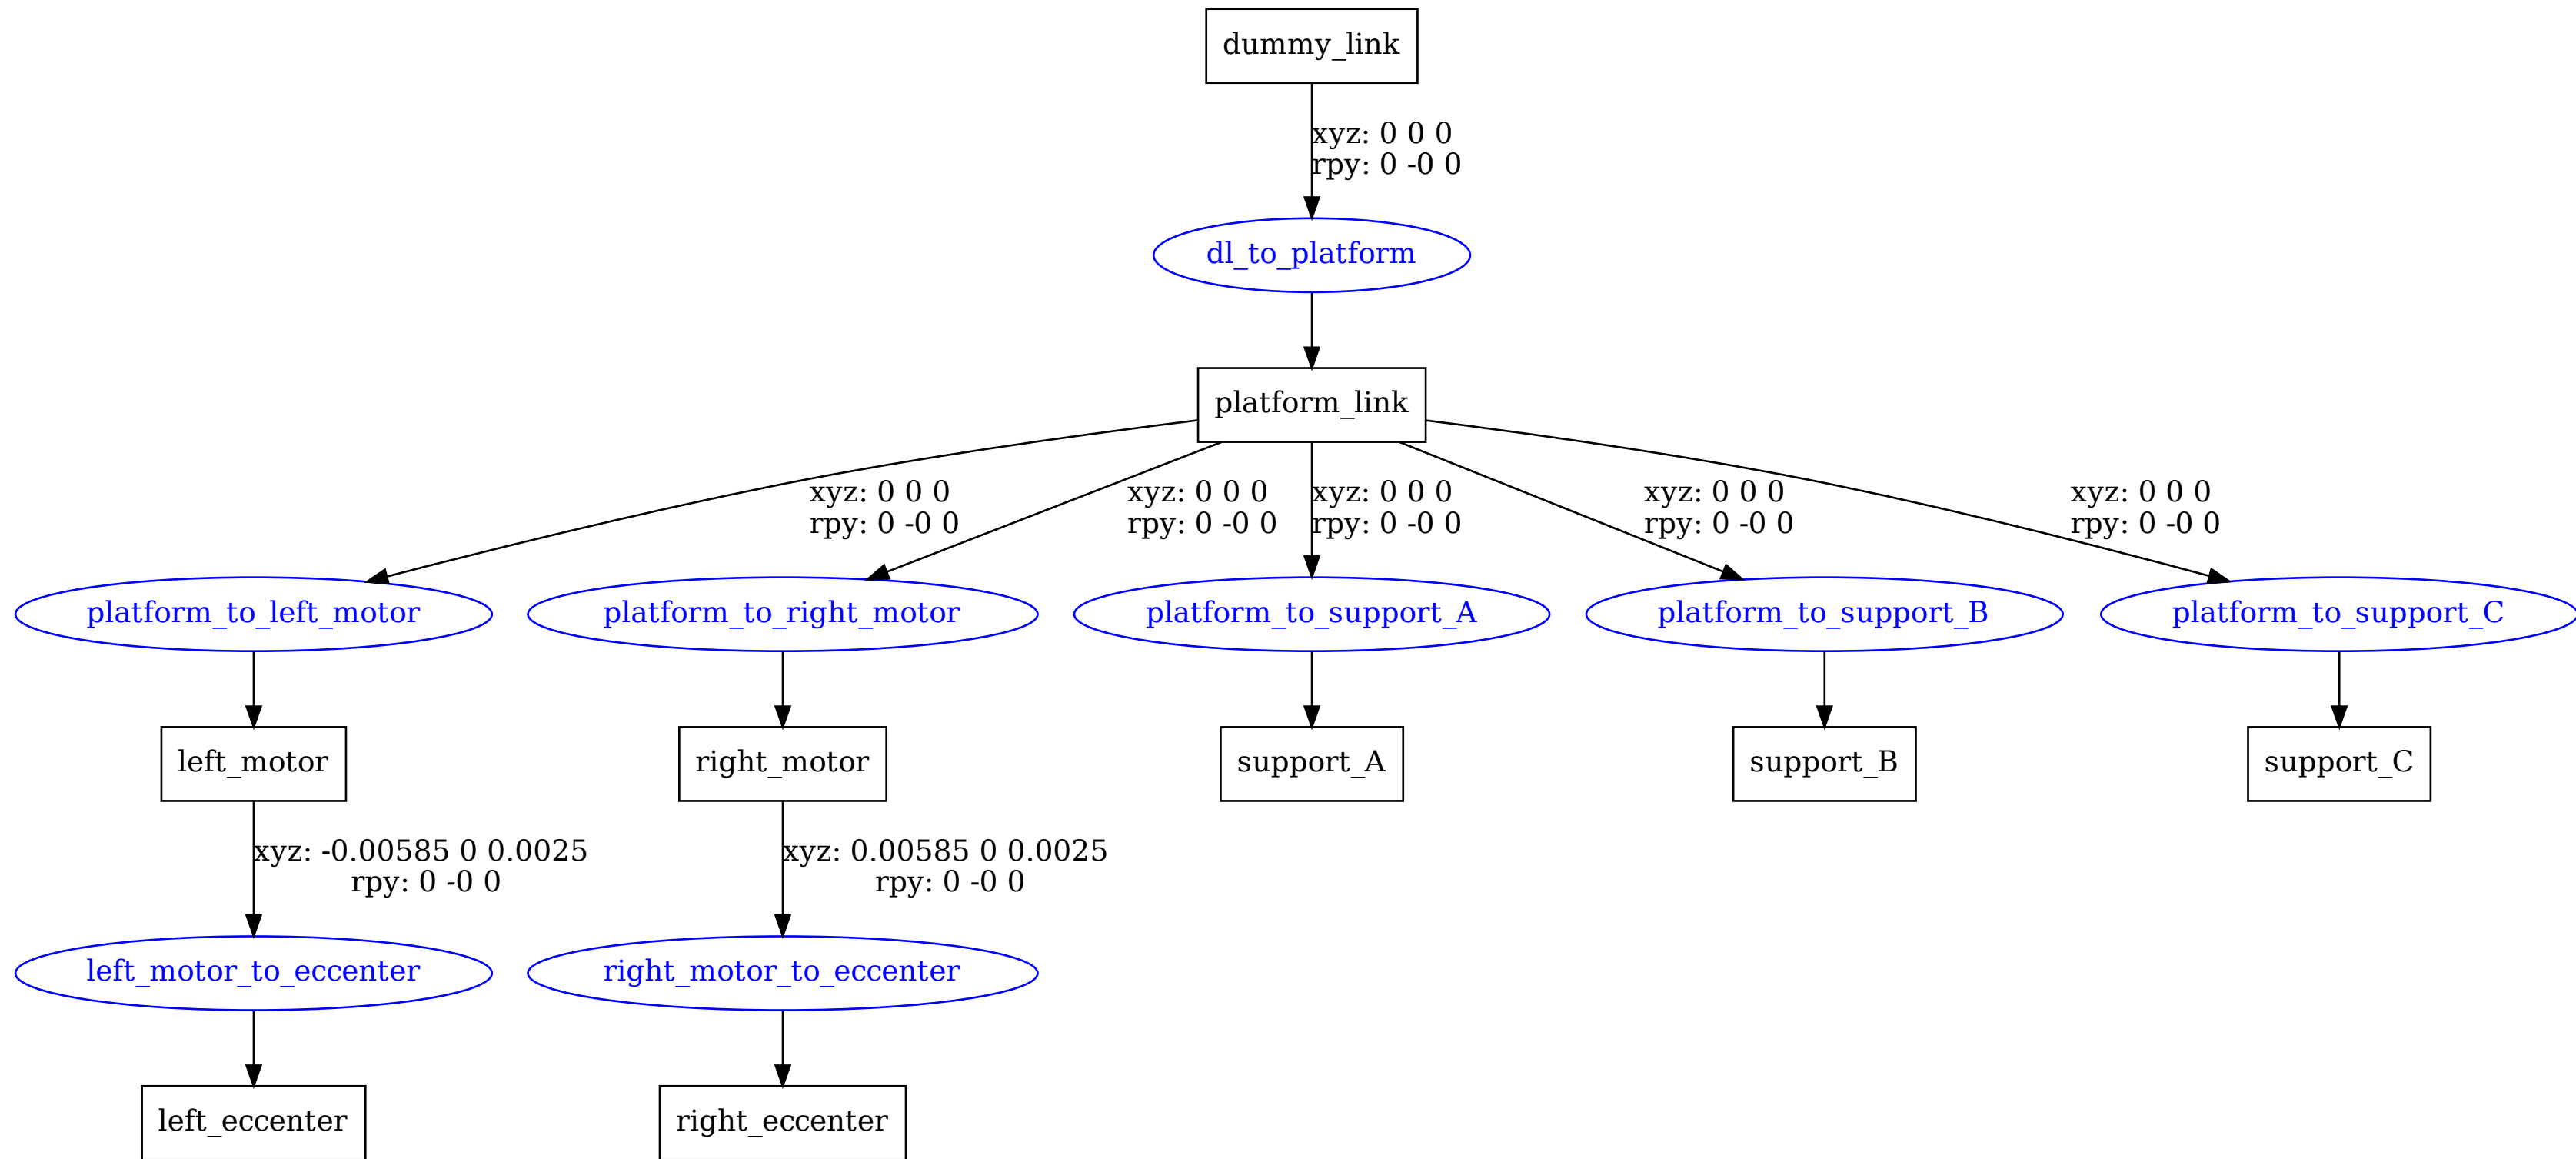 dummy_link
xyz: 0 0 0
rpy: 0 -0 0
dl_to_platform
platform_link
xyz: 0 0 0
rpy: 0 -0 0
xyz: 0 0 0
rpy: 0 -0 0
xyz: 0 0 0
rpy: 0 -0 0
xyz: 0 0 0
rpy: 0 -0 0
xyz: 0 0 0
rpy: 0 -0 0
platform_to_left_motor
platform_to_right_motor
platform_to_support_A
platform_to_support_B
platform_to_support_C
left_motor
right_motor
support_A
support_B
support_C
xyz: -0.00585 0 0.0025
rpy: 0 -0 0
xyz: 0.00585 0 0.0025
rpy: 0 -0 0
left_motor_to_eccenter
right_motor_to_eccenter
left_eccenter
right_eccenter